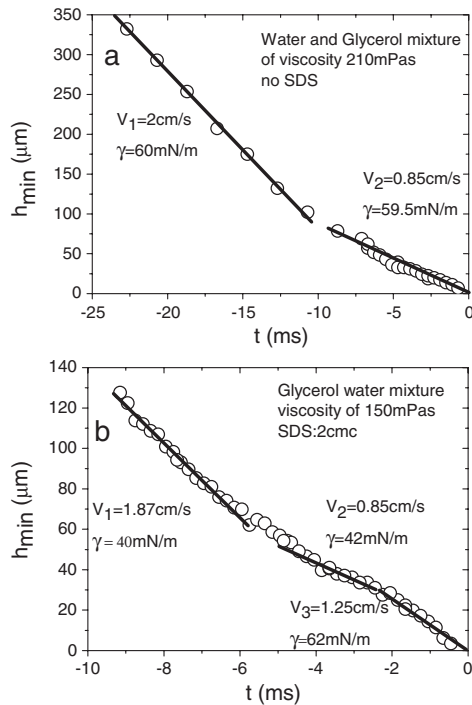 a
Water and Glycerol mixture
of viscosity 210mPas
no SDS
V1=2cm/s
γ=60mN/m
V2=0.85cm/s
γ=59.5mN/m
350
300
250
200
150
100
50
0
hmin (μm)
-25 -20 -15 -10 -5 0
t (ms)
b
Glycerol water mixture
viscosity of 150mPas
SDS:2cmc
V1=1.87cm/s
γ=40mN/m
V2=0.85cm/s
γ=42mN/m
V3=1.25cm/s
γ=62mN/m
140
120
100
80
60
40
20
0
hmin (μm)
-10 -8 -6 -4 -2 0
t (ms)